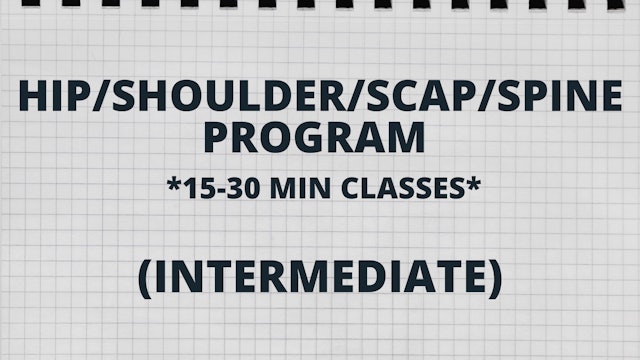 HIP/SHOULDER/SCAP/SPINE
PROGRAM
*15-30 MIN CLASSES*
(INTERMEDIATE)